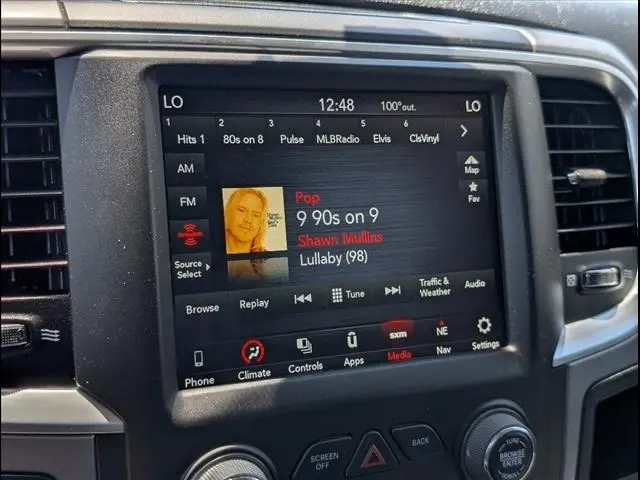 LO 12:48 100° out. LO
1 2 3 4 5 6
Hits 1 80s on 8 Pulse MLBRadio Elvis ClsVinyl
AM
FM
Source
Select
Map
Fav
Pop
9 90s on 9
Shawn Mullins
Lullaby (98)
Browse Replay Tune Traffic &
Weather Audio
Phone Climate Controls Apps sxm
Media NE
Nav Settings
SCREEN
OFF
BACK
TUNE
BROWSE
ENTER
SCROLL